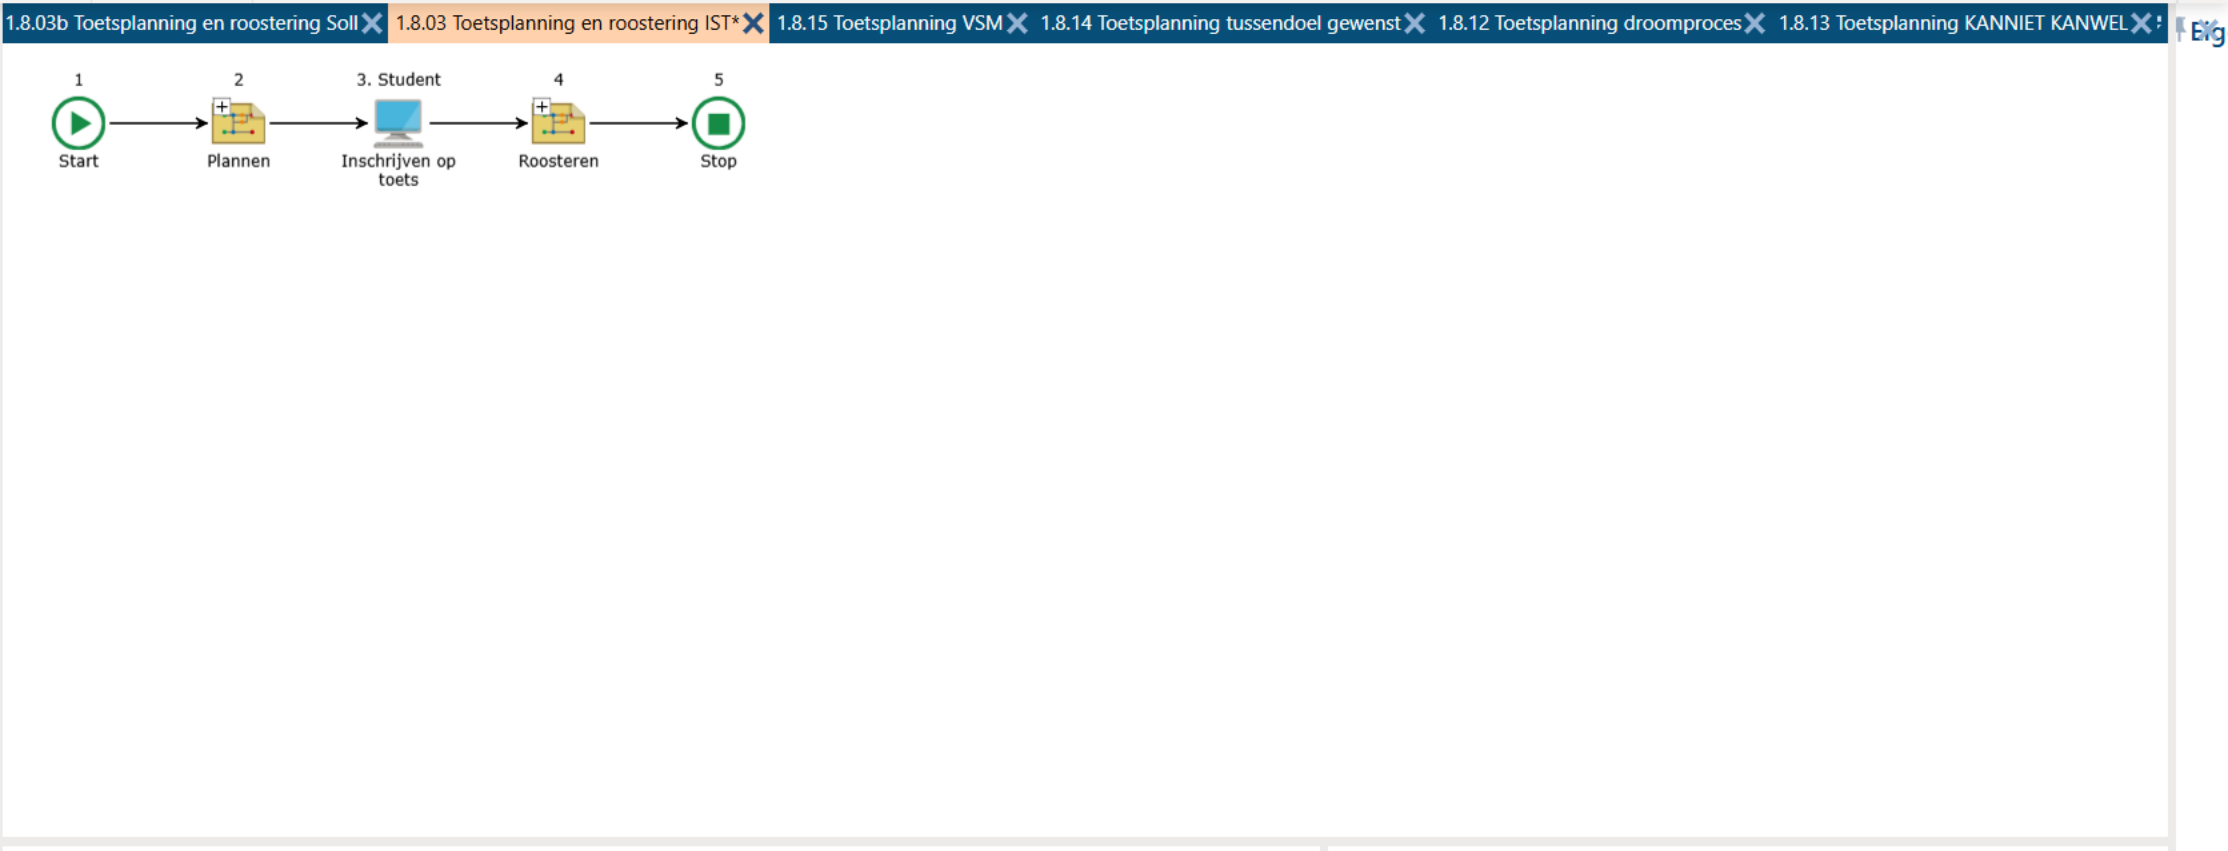 1.8.03b Toetsplanning en roostering Soll 1.8.03 Toetsplanning en roostering IST* 1.8.15 Toetsplanning VSM 1.8.14 Toetsplanning tussendoel gewenst 1.8.12 Toetsplanning droomproces 1.8.13 Toetsplanning KANNIET KANWEL
Eig
1 2 3. Student 4 5
Start Plannen Inschrijven op Roosteren Stop
toets